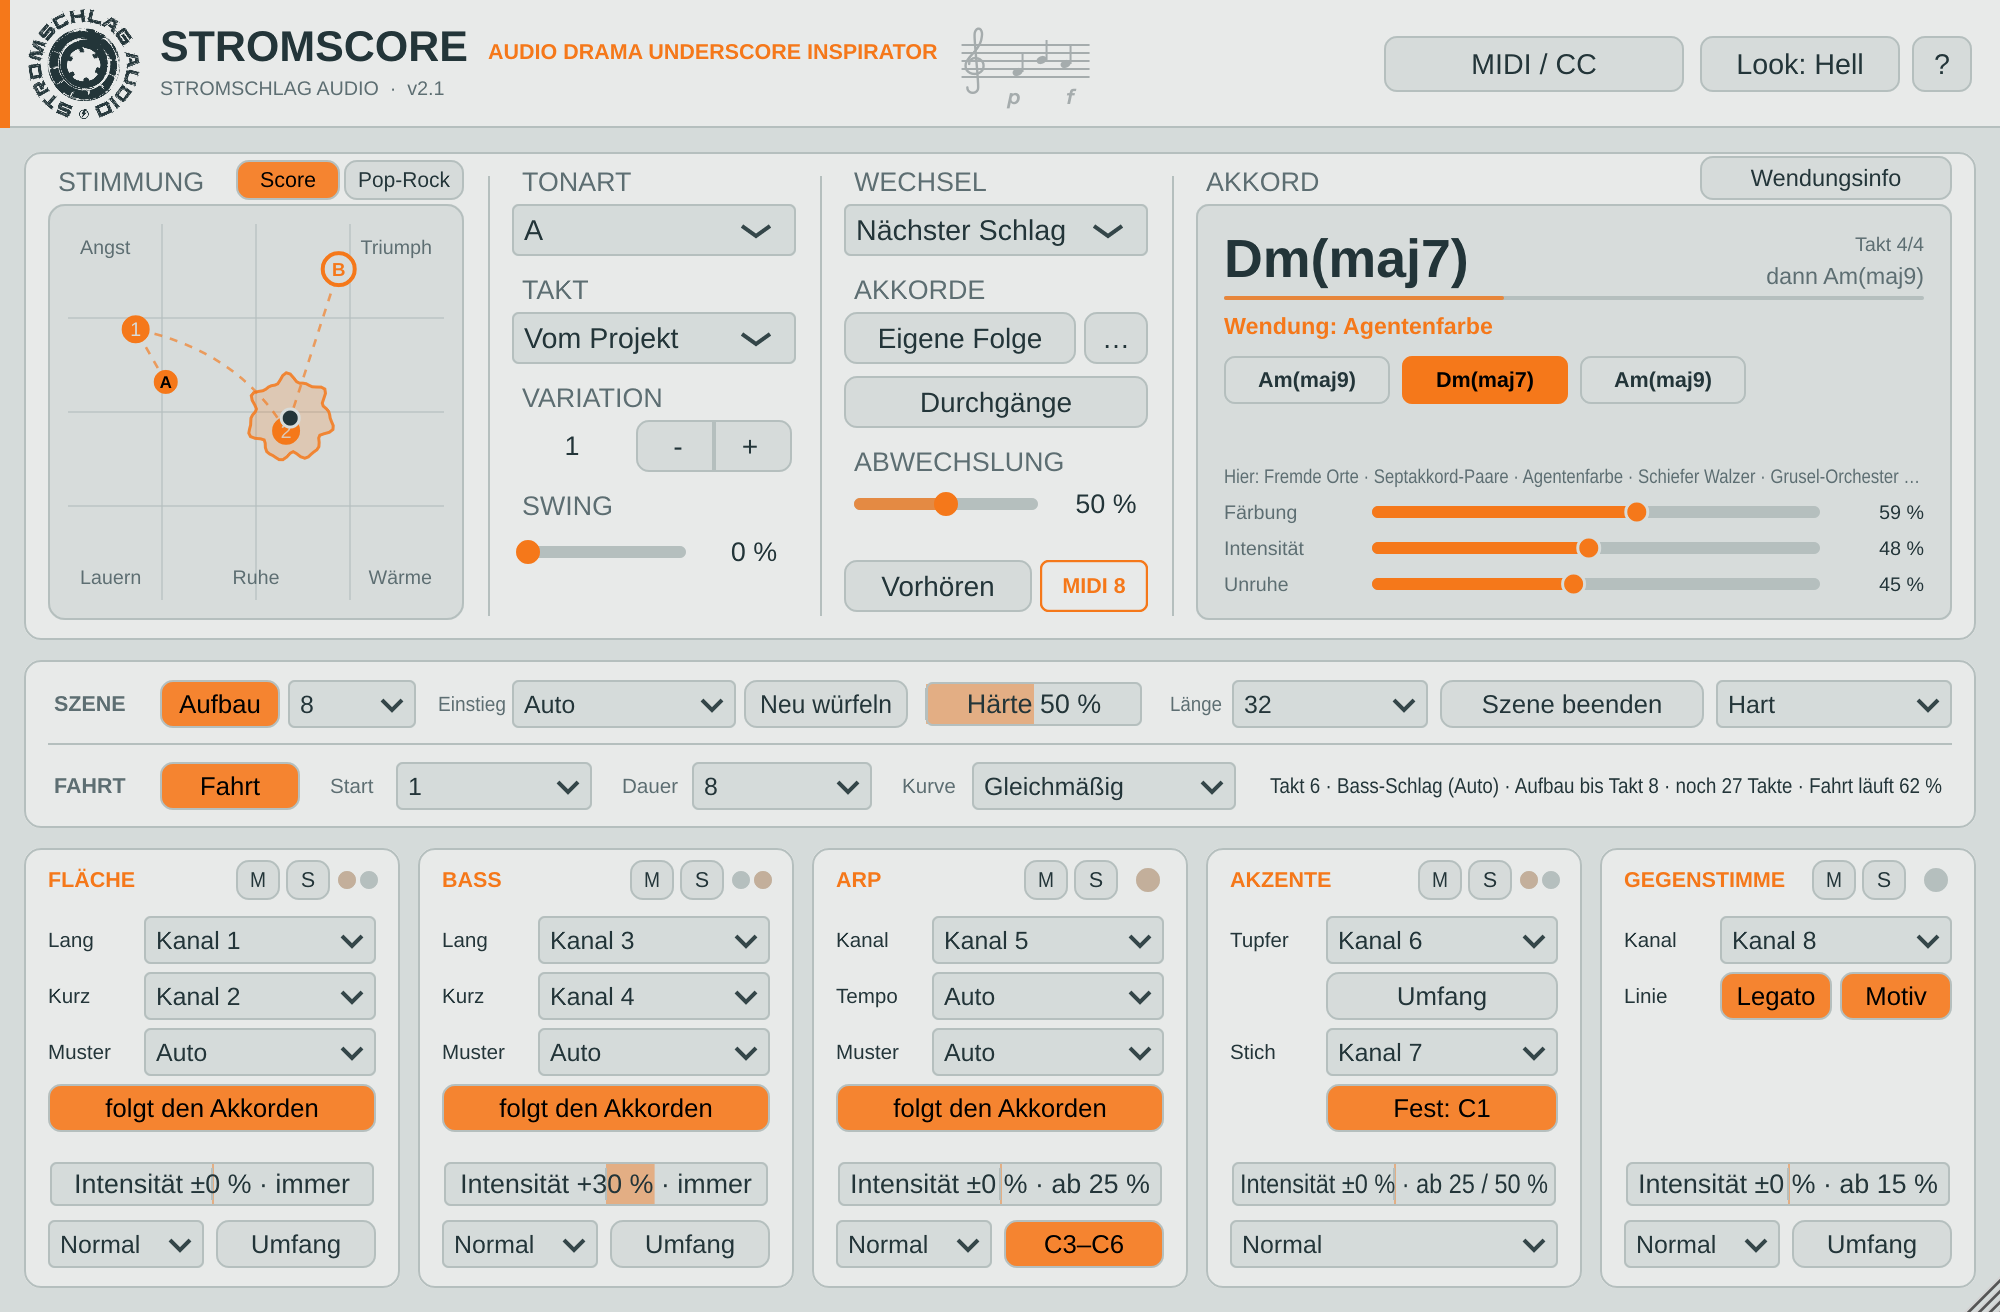 STROMSCHLAG AUDIO
STROMSCORE AUDIO DRAMA UNDERSCORE INSPIRATOR
STROMSCHLAG AUDIO · v2.1
p f
MIDI / CC Look: Hell ?
STIMMUNG Score Pop-Rock
Angst Triumph
B
1
A
2
Lauern Ruhe Wärme
TONART
A
TAKT
Vom Projekt
VARIATION
1 - +
SWING
0 %
WECHSEL
Nächster Schlag
AKKORDE
Eigene Folge ...
Durchgänge
ABWECHSLUNG
50 %
Vorhören MIDI 8
AKKORD Wendungsinfo
Dm(maj7) Takt 4/4
dann Am(maj9)
Wendung: Agentenfarbe
Am(maj9) Dm(maj7) Am(maj9)
Hier: Fremde Orte · Septakkord-Paare · Agentenfarbe · Schiefer Walzer · Grusel-Orchester ...
Färbung 59 %
Intensität 48 %
Unruhe 45 %
SZENE Aufbau 8 Einstieg Auto Neu würfeln Härte 50 % Länge 32 Szene beenden Hart
FAHRT Fahrt Start 1 Dauer 8 Kurve Gleichmäßig Takt 6 · Bass-Schlag (Auto) · Aufbau bis Takt 8 · noch 27 Takte · Fahrt läuft 62 %
FLÄCHE M S
Lang Kanal 1
Kurz Kanal 2
Muster Auto
folgt den Akkorden
Intensität ±0 % · immer
Normal Umfang
BASS M S
Lang Kanal 3
Kurz Kanal 4
Muster Auto
folgt den Akkorden
Intensität +30 % · immer
Normal Umfang
ARP M S
Kanal Kanal 5
Tempo Auto
Muster Auto
folgt den Akkorden
Intensität ±0 % · ab 25 %
Normal C3–C6
AKZENTE M S
Tupfer Kanal 6
Umfang
Stich Kanal 7
Fest: C1
Intensität ±0 % · ab 25 / 50 %
Normal
GEGENSTIMME M S
Kanal Kanal 8
Linie Legato Motiv
Intensität ±0 % · ab 15 %
Normal Umfang